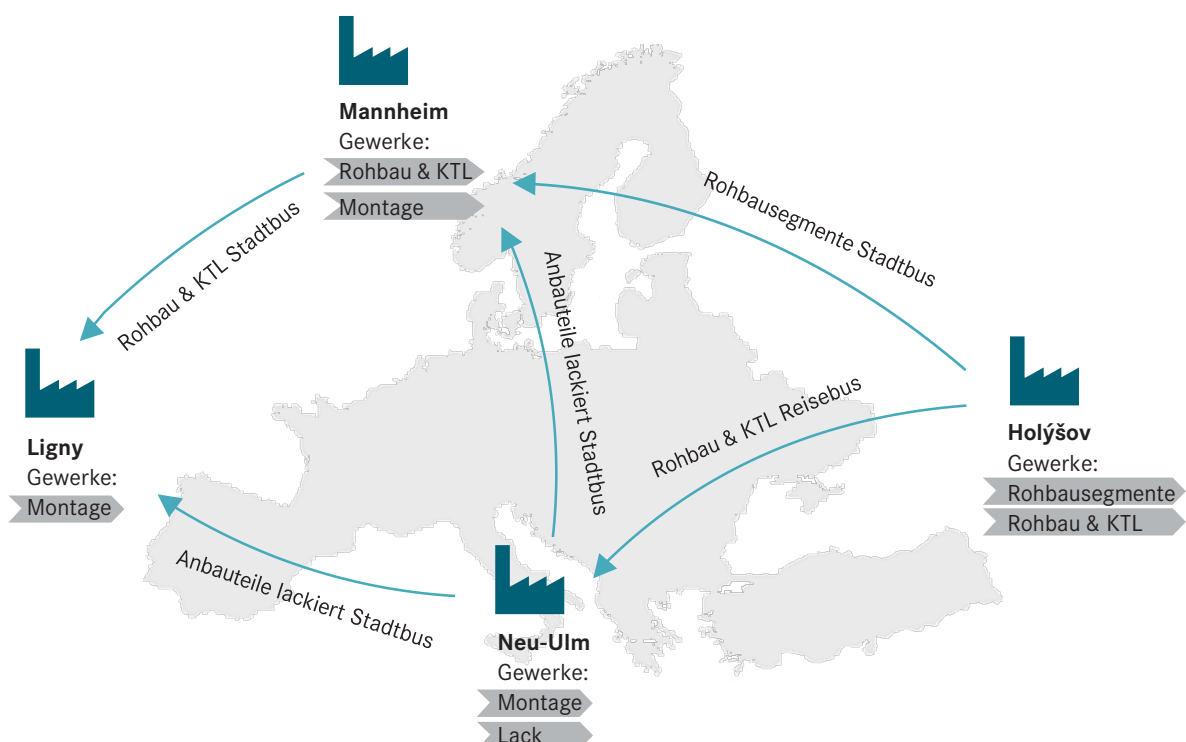 Mannheim
Gewerke:
Rohbau & KTL
Montage
Rohbau & KTL Stadtbus
Rohbausegmente Stadtbus
Anbauteile lackiert Stadtbus
Rohbau & KTL Reisebus
Ligny
Gewerke:
Montage
Holýšov
Gewerke:
Rohbausegmente
Rohbau & KTL
Anbauteile lackiert Stadtbus
Neu-Ulm
Gewerke:
Montage
Lack